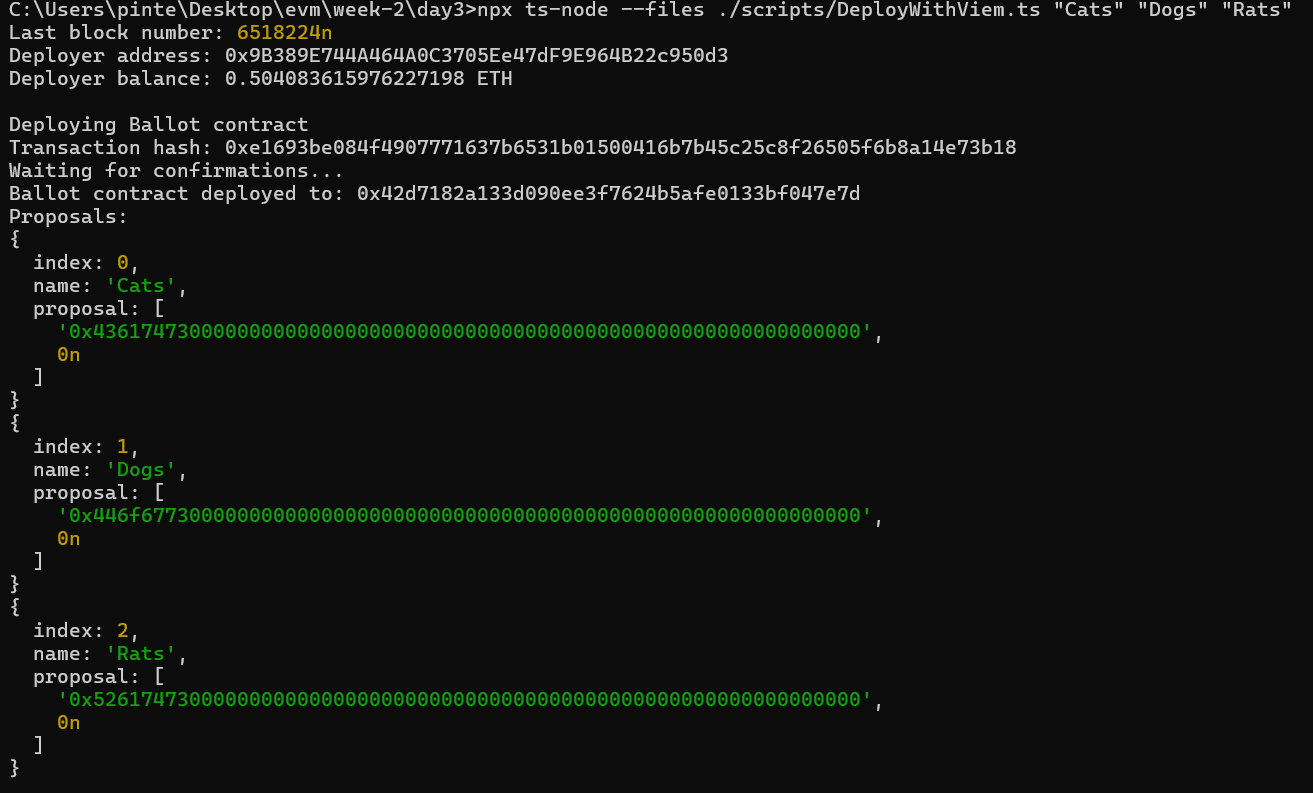 C:\Users\pinte\Desktop\evm\week-2\day3>npx ts-node --files ./scripts/DeployWithViem.ts "Cats" "Dogs" "Rats"
Last block number: 6518224n
Deployer address: 0x9B389E744A464A0C3705Ee47dF9E964B22c950d3
Deployer balance: 0.504083615976227198 ETH
Deploying Ballot contract
Transaction hash: 0xe1693be084f4907771637b6531b01500416b7b45c25c8f26505f6b8a14e73b18
Waiting for confirmations...
Ballot contract deployed to: 0x42d7182a133d090ee3f7624b5afe0133bf047e7d
Proposals:
{
  index: 0,
  name: 'Cats',
  proposal: [
    '0x4361747300000000000000000000000000000000000000000000000000000000',
    0n
  ]
}
{
  index: 1,
  name: 'Dogs',
  proposal: [
    '0x446f677300000000000000000000000000000000000000000000000000000000',
    0n
  ]
}
{
  index: 2,
  name: 'Rats',
  proposal: [
    '0x5261747300000000000000000000000000000000000000000000000000000000',
    0n
  ]
}